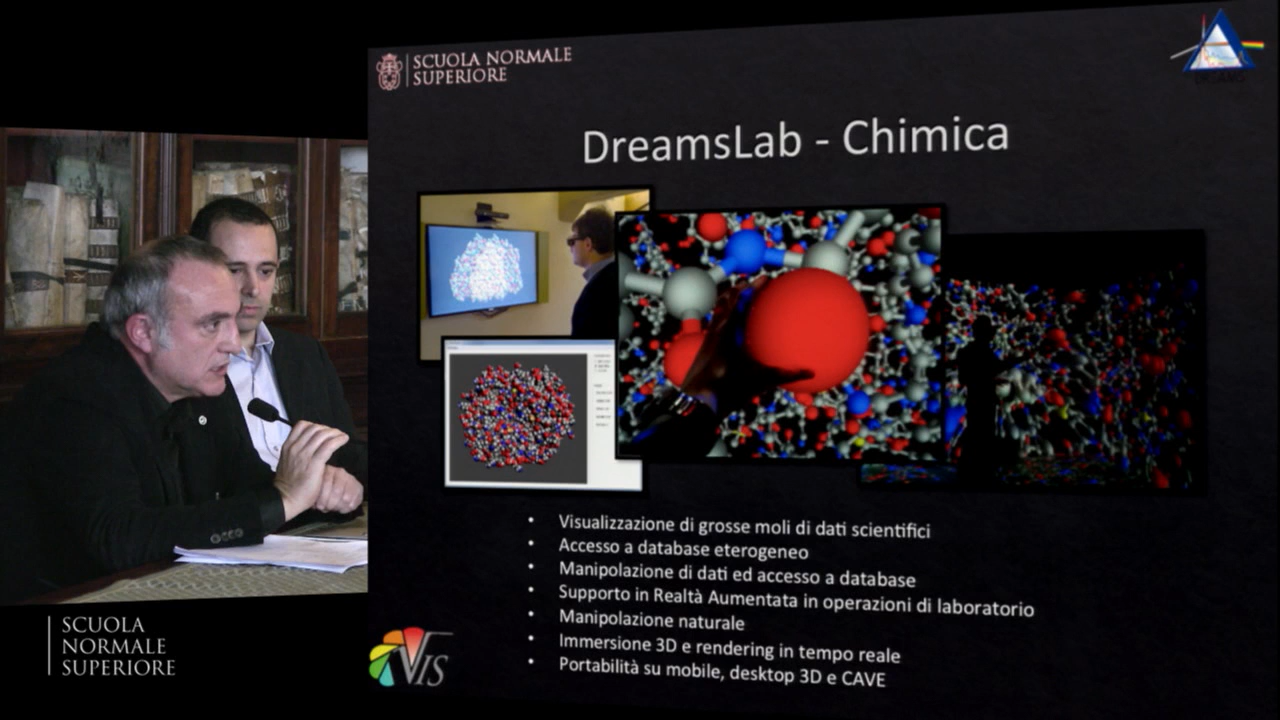 SCUOLA NORMALE
SUPERIORE
DreamsLab - Chimica
• Visualizzazione di grosse moli di dati scientifici
• Accesso a database eterogeneo
• Manipolazione di dati ed accesso a database
• Supporto in Realtà Aumentata in operazioni di laboratorio
• Manipolazione naturale
• Immersione 3D e rendering in tempo reale
• Portabilità su mobile, desktop 3D e CAVE
VIS
SCUOLA
NORMALE
SUPERIORE